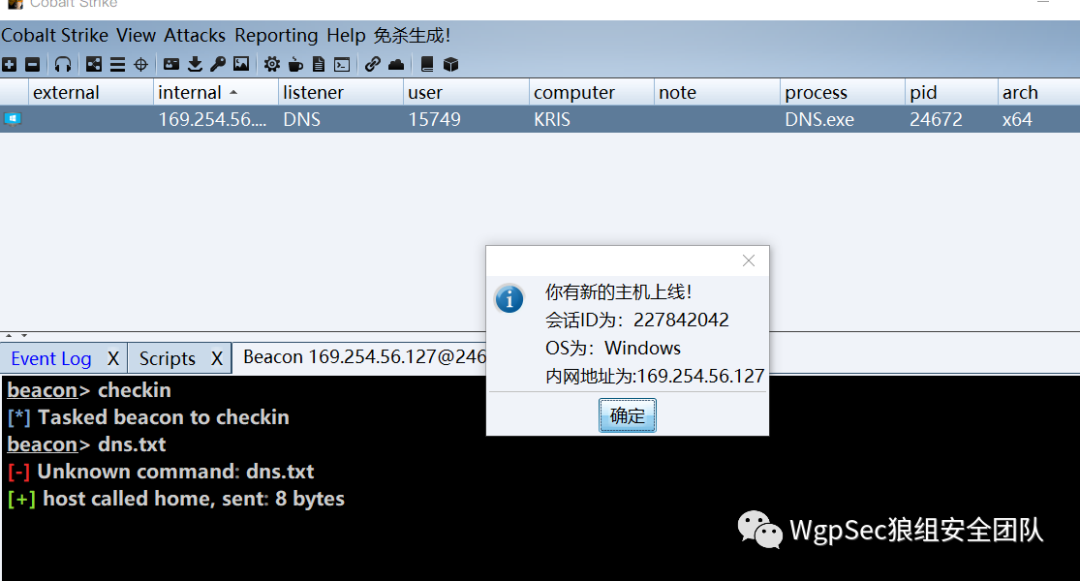 Cobalt Strike
Cobalt Strike View Attacks Reporting Help 免杀生成!
external internal listener user computer note process pid arch
169.254.56.... DNS 15749 KRIS DNS.exe 24672 x64
你有新的主机上线!
会话ID为：227842042
OS为：Windows
内网地址为:169.254.56.127
确定
Event Log X Scripts X Beacon 169.254.56.127@246
beacon> checkin
[*] Tasked beacon to checkin
beacon> dns.txt
[-] Unknown command: dns.txt
[+] host called home, sent: 8 bytes
WgpSec狼组安全团队